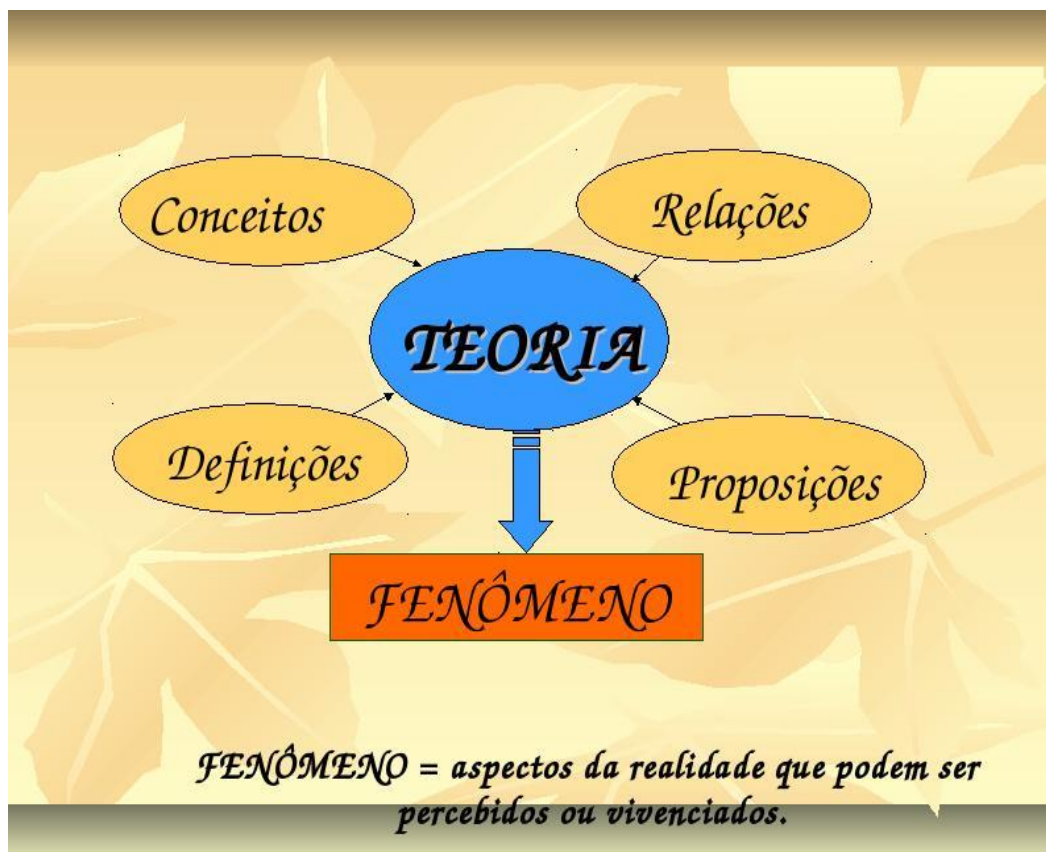 Conceitos
Relações
TEORIA
Definições
Proposições
FENÔMENO
FENÔMENO = aspectos da realidade que podem ser
percebidos ou vivenciados.